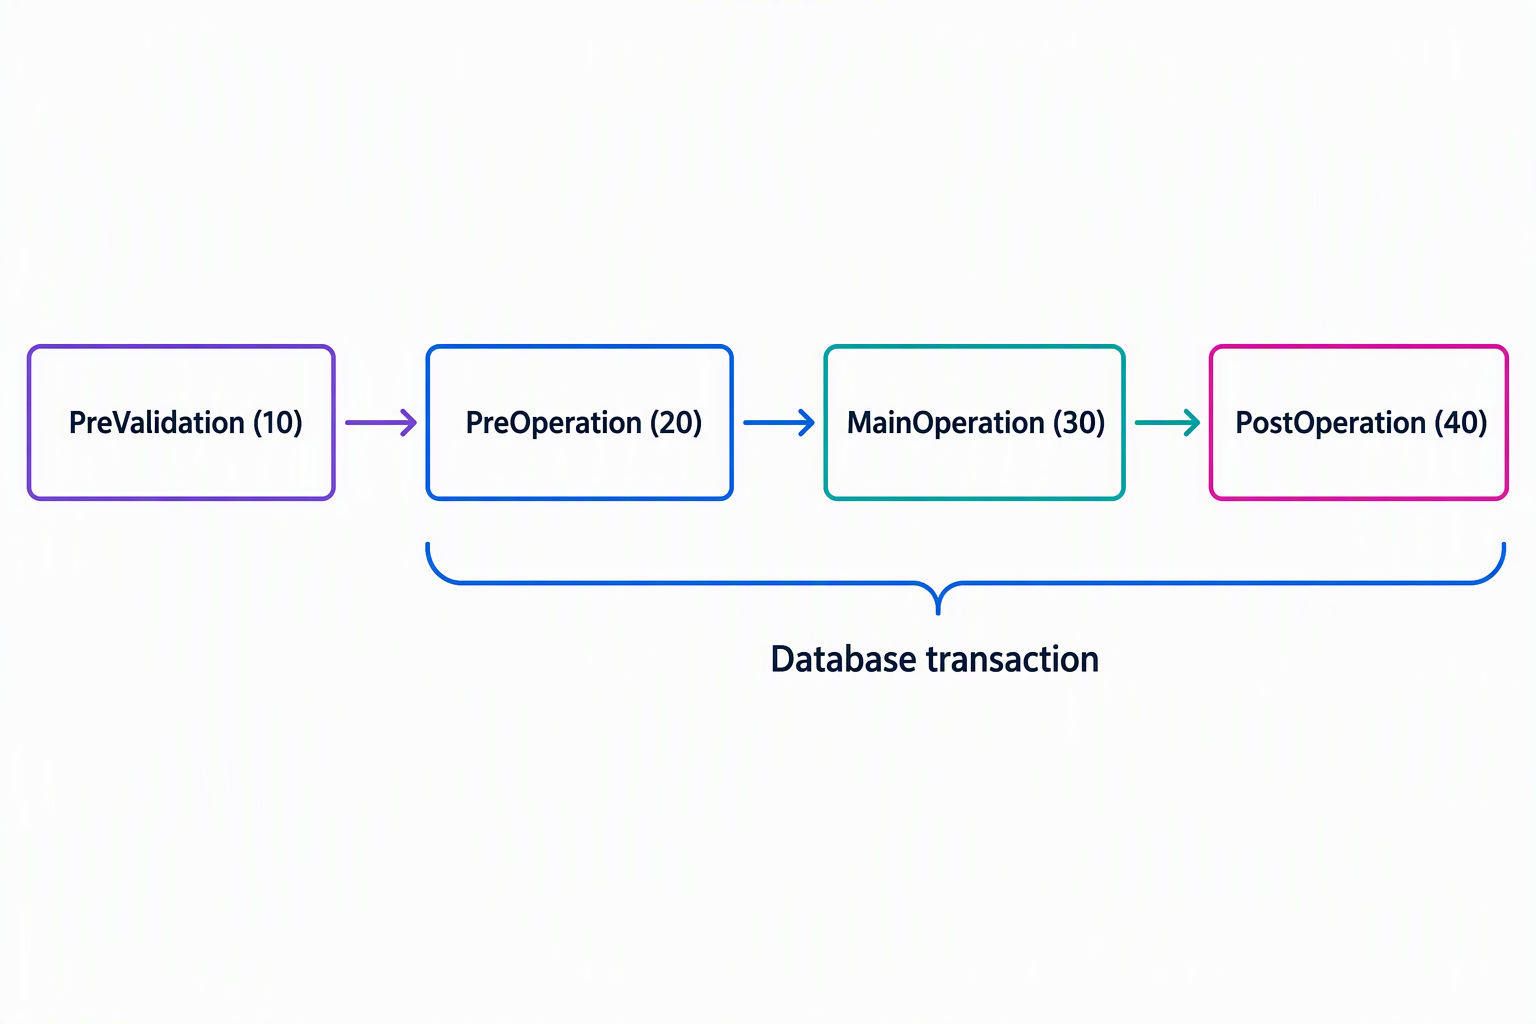 PreValidation (10)
PreOperation (20)
MainOperation (30)
PostOperation (40)
Database transaction